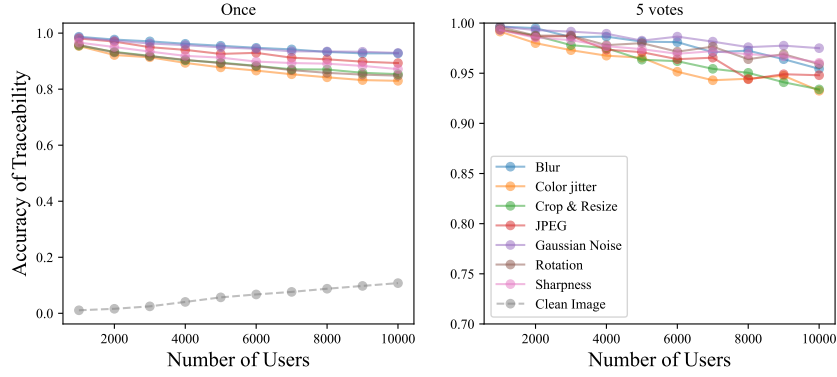 Once
5 votes
Accuracy of Traceability
1.0
0.8
0.6
0.4
0.2
0.0
2000 4000 6000 8000 10000
Number of Users
1.00
0.95
0.90
0.85
0.80
0.75
0.70
Blur
Color jitter
Crop & Resize
JPEG
Gaussian Noise
Rotation
Sharpness
Clean Image
2000 4000 6000 8000 10000
Number of Users